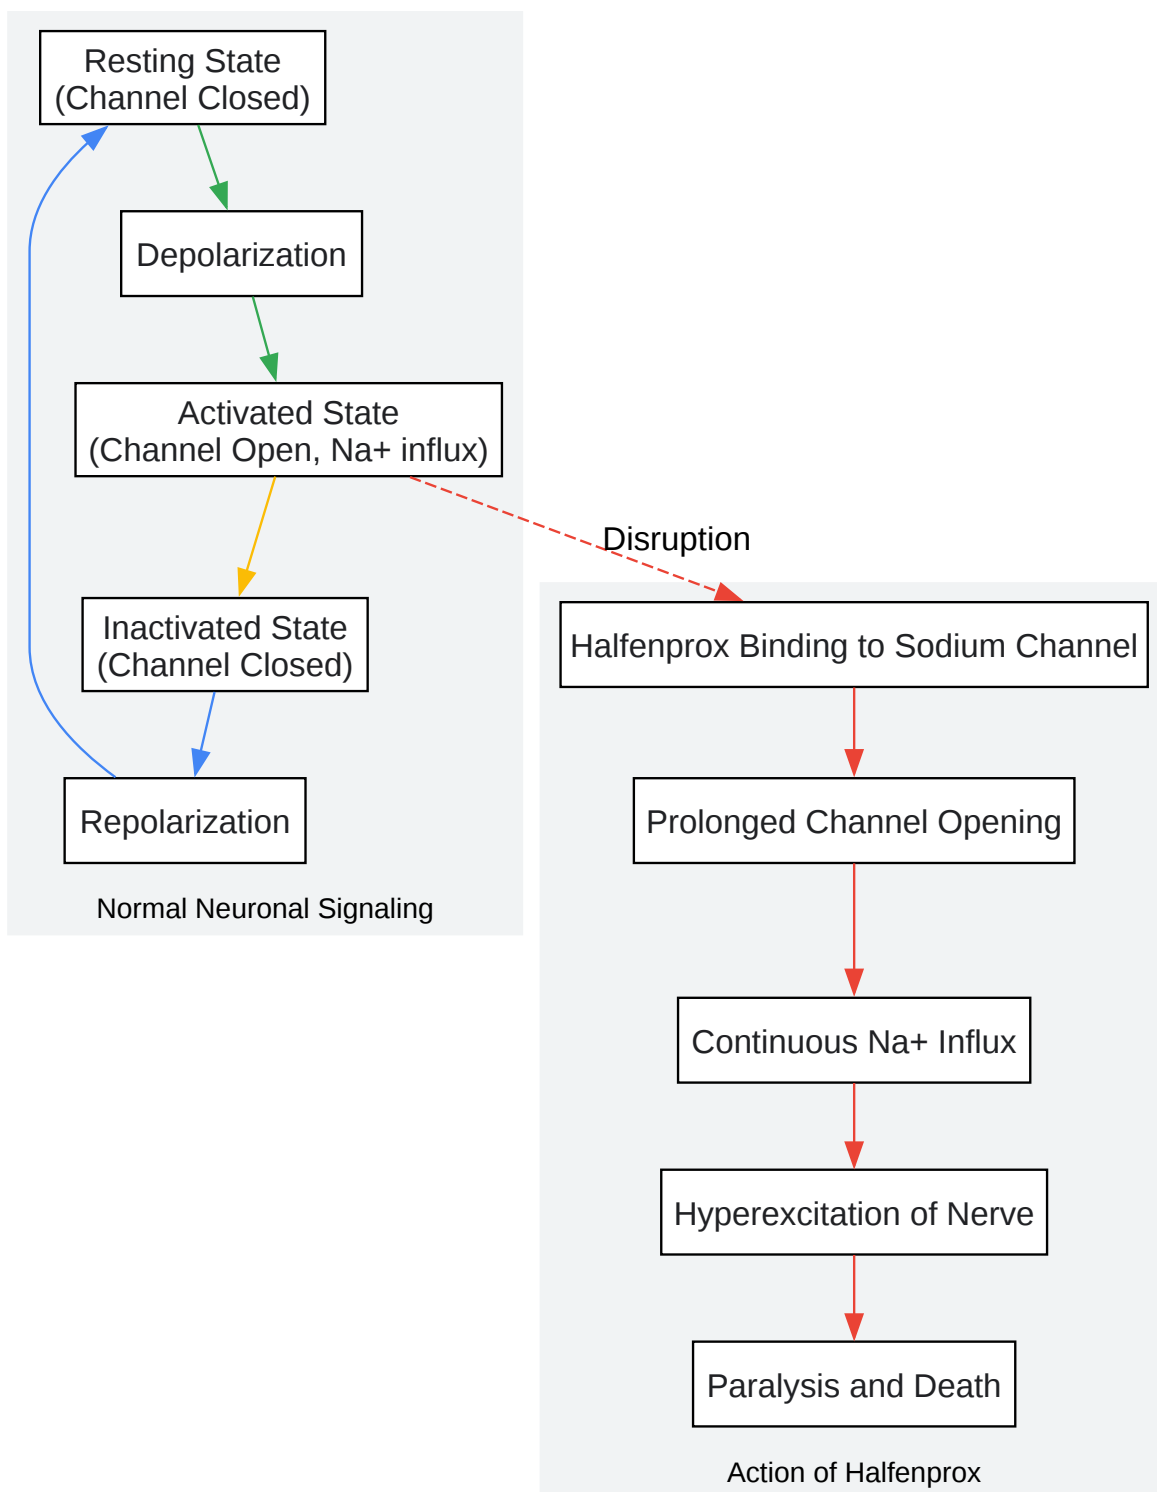 Resting State
(Channel Closed)
Depolarization
Activated State
(Channel Open, Na+ influx)
Inactivated State
(Channel Closed)
Repolarization
Normal Neuronal Signaling
Disruption
Halfenprox Binding to Sodium Channel
Prolonged Channel Opening
Continuous Na+ Influx
Hyperexcitation of Nerve
Paralysis and Death
Action of Halfenprox